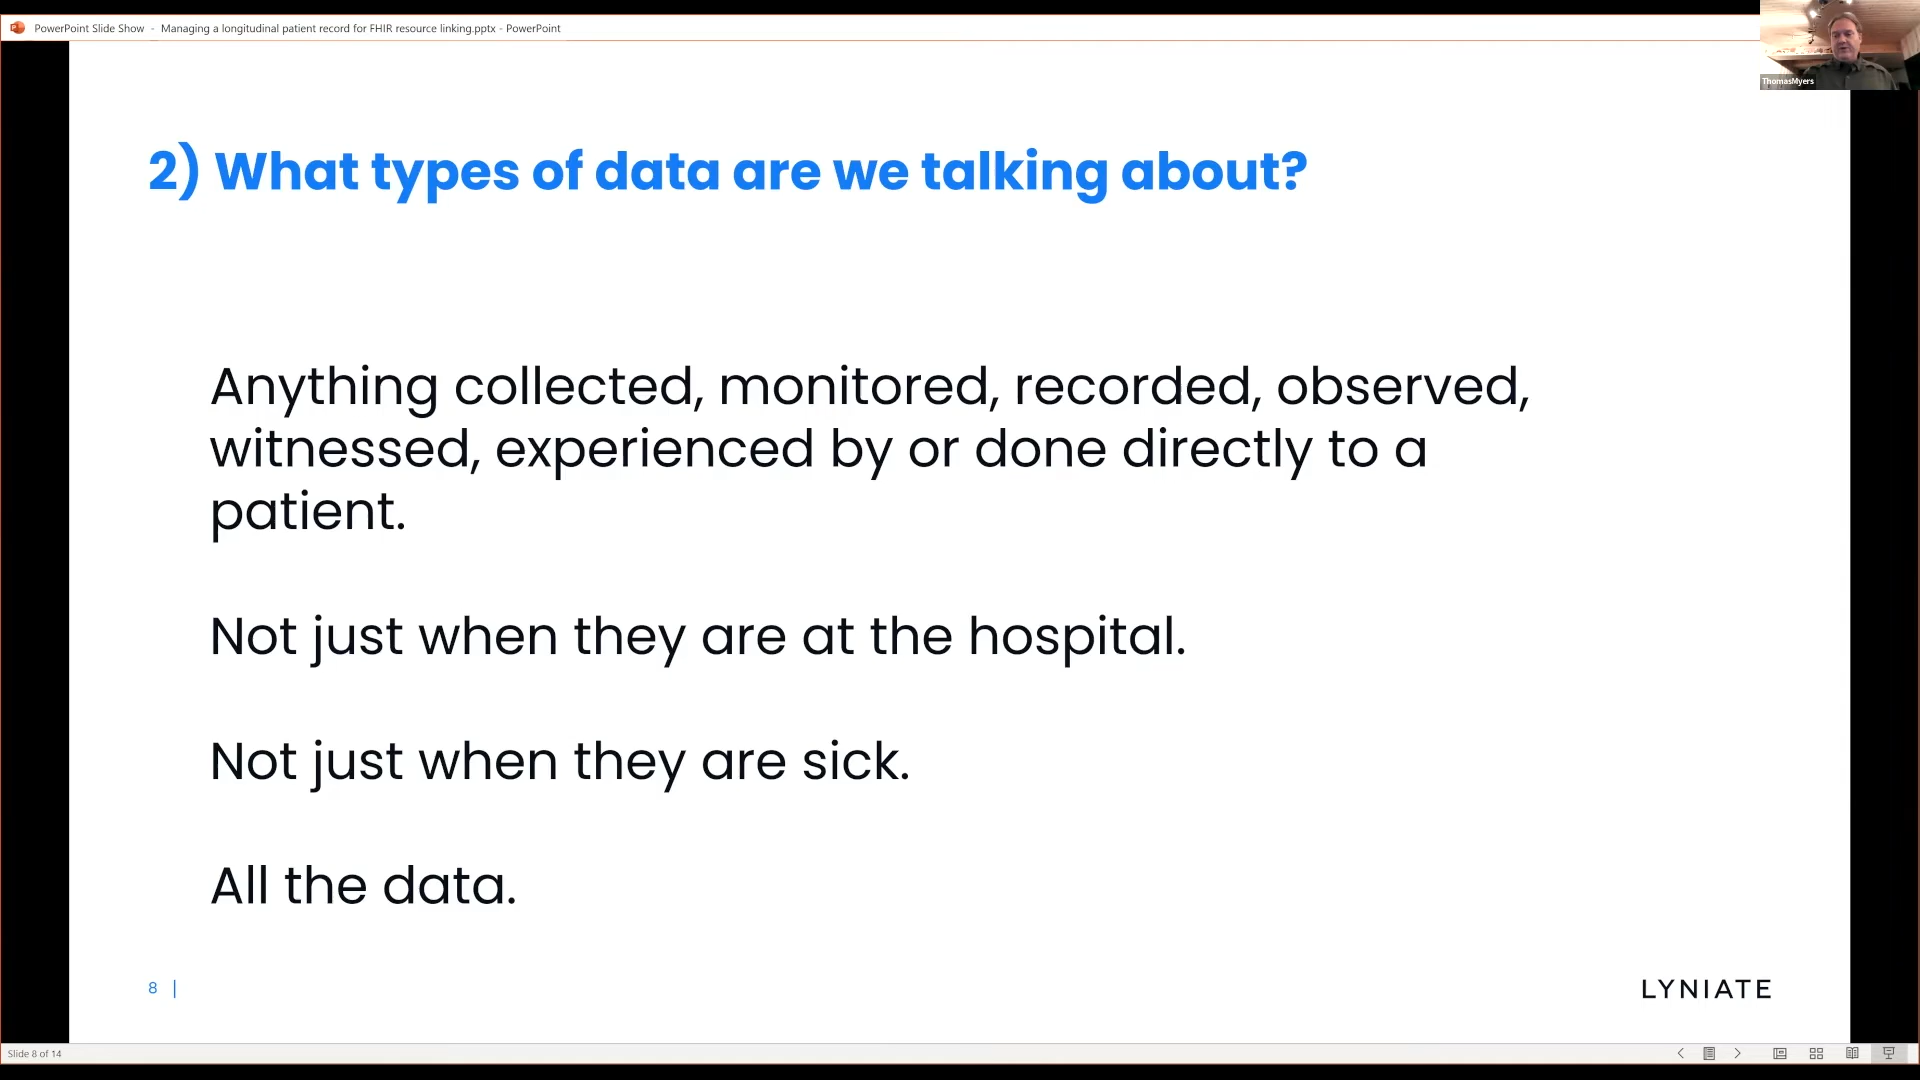 PowerPoint Slide Show - Managing a longitudinal patient record for FHIR resource linking.pptx - PowerPoint
ThomasMyers
2) What types of data are we talking about?
Anything collected, monitored, recorded, observed,
witnessed, experienced by or done directly to a
patient.
Not just when they are at the hospital.
Not just when they are sick.
All the data.
8 |
LYNIATE
Slide 8 of 14